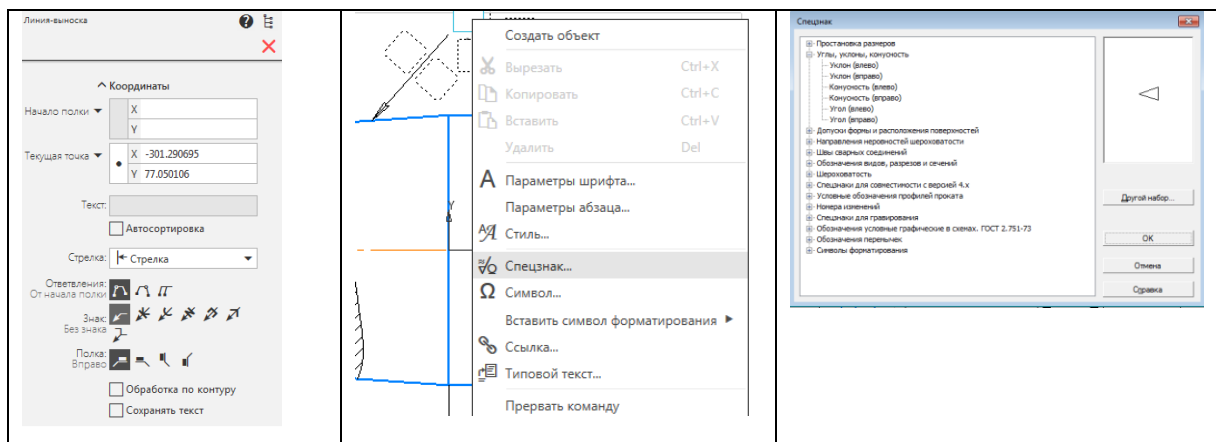 Линия-выноска
Координаты
Начало полки
X
Y
Текущая точка
X -301.290695
Y 77.050106
Текст:
Автосортировка
Стрелка: Стрелка
Ответвления:
От начала полки
Знак:
Без знака
Полка:
Вправо
Обработка по контуру
Сохранять текст
Y
Создать объект
Вырезать Ctrl+X
Копировать Ctrl+C
Вставить Ctrl+V
Удалить Del
Параметры шрифта...
Параметры абзаца...
Стиль...
Спецзнак...
Символ...
Вставить символ форматирования
Ссылка...
Типовой текст...
Прервать команду
Спецзнак
Простановка размеров
Углы, уклоны, конусность
Уклон (влево)
Уклон (вправо)
Конусность (влево)
Конусность (вправо)
Угол (влево)
Угол (вправо)
Допуски формы и расположения поверхностей
Направления неровностей шероховатости
Швы сварных соединений
Обозначения видов, разрезов и сечений
Шероховатость
Спецзнаки для совместимости с версией 4.x
Условные обозначения профилей проката
Номера изменений
Спецзнаки для гравирования
Обозначения условные графические в схемах. ГОСТ 2.751-73
Обозначения перемычек
Символы форматирования
Другой набор...
ОК
Отмена
Справка